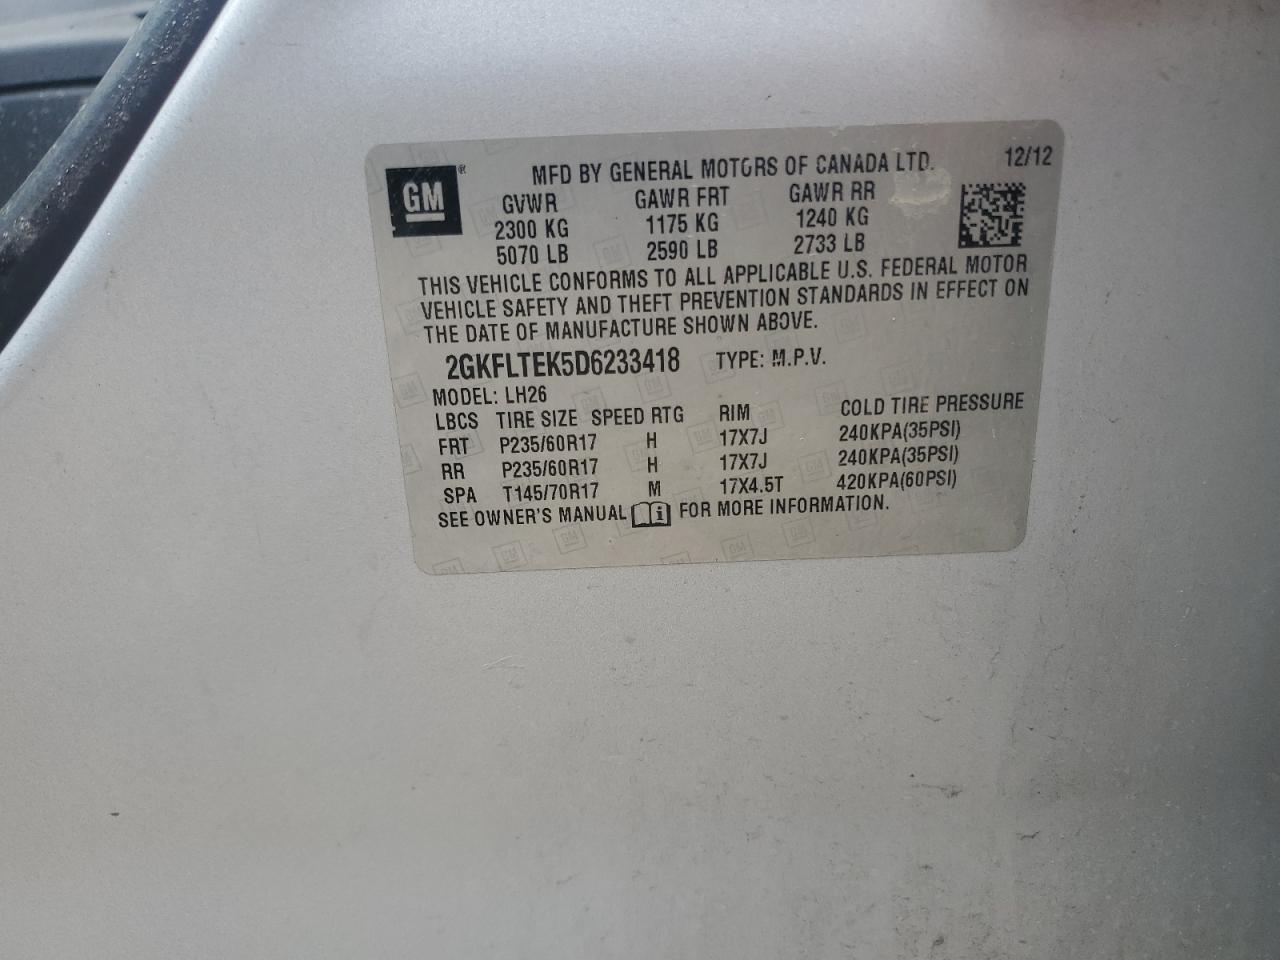 GM ®
MFD BY GENERAL MOTORS OF CANADA LTD. 12/12
GVWR GAWR FRT GAWR RR
2300 KG 1175 KG 1240 KG
5070 LB 2590 LB 2733 LB
THIS VEHICLE CONFORMS TO ALL APPLICABLE U.S. FEDERAL MOTOR
VEHICLE SAFETY AND THEFT PREVENTION STANDARDS IN EFFECT ON
THE DATE OF MANUFACTURE SHOWN ABOVE.
2GKFLTEK5D6233418 TYPE: M.P.V.
MODEL: LH26
LBCS TIRE SIZE SPEED RTG RIM COLD TIRE PRESSURE
FRT P235/60R17 H 17X7J 240KPA(35PSI)
RR P235/60R17 H 17X7J 240KPA(35PSI)
SPA T145/70R17 M 17X4.5T 420KPA(60PSI)
SEE OWNER'S MANUAL i FOR MORE INFORMATION.